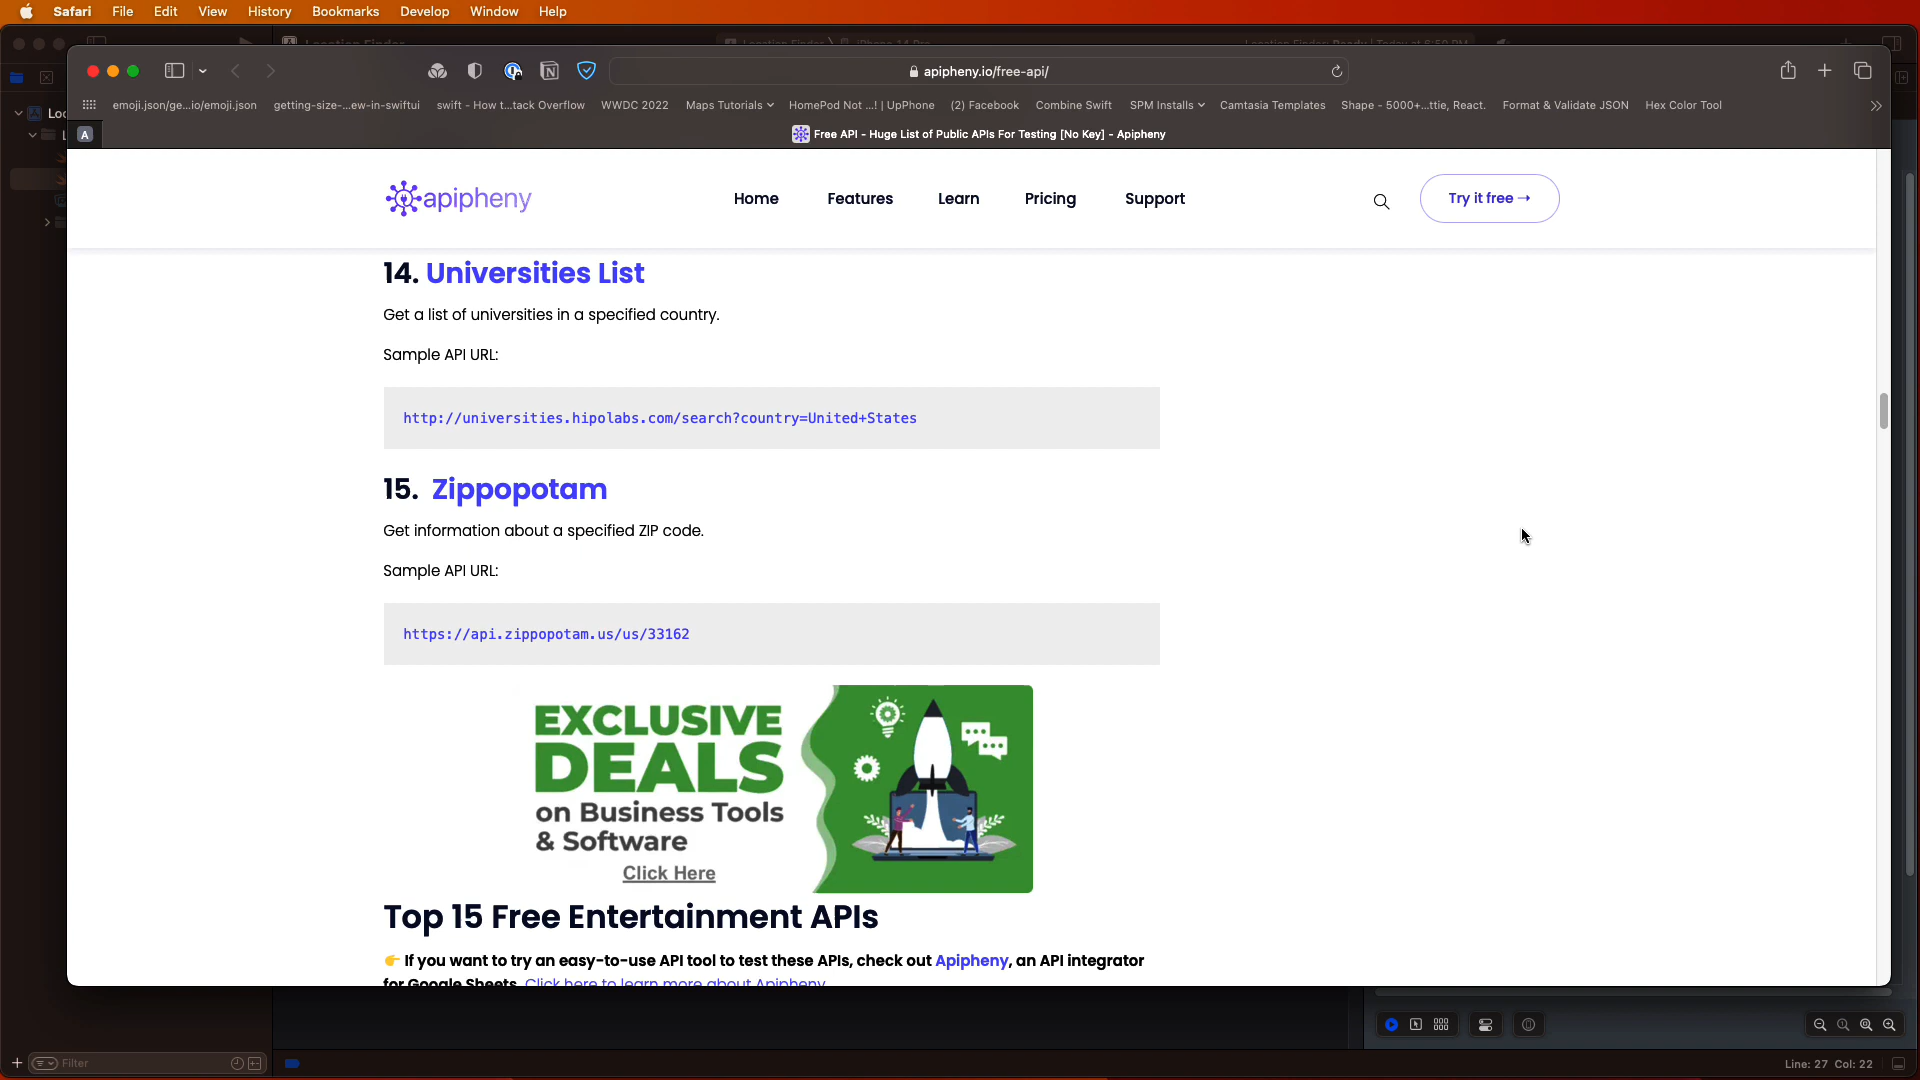 Safari File Edit View History Bookmarks Develop Window Help
apipheny.io/free-api/
emoji.json/ge...io/emoji.json getting-size-...ew-in-swiftui swift - How t...tack Overflow WWDC 2022 Maps Tutorials HomePod Not ...! | UpPhone (2) Facebook Combine Swift SPM Installs Camtasia Templates Shape - 5000+...ttie, React. Format & Validate JSON Hex Color Tool
A
Free API - Huge List of Public APIs For Testing [No Key] - Apipheny
apipheny
Home Features Learn Pricing Support
Try it free →
14. Universities List
Get a list of universities in a specified country.
Sample API URL:
http://universities.hipolabs.com/search?country=United+States
15. Zippopotam
Get information about a specified ZIP code.
Sample API URL:
https://api.zippopotam.us/us/33162
EXCLUSIVE
DEALS
on Business Tools
& Software
Click Here
Top 15 Free Entertainment APIs
👉 If you want to try an easy-to-use API tool to test these APIs, check out Apipheny, an API integrator
for Google Sheets. Click here to learn more about Apipheny
Filter
Line: 27 Col: 22